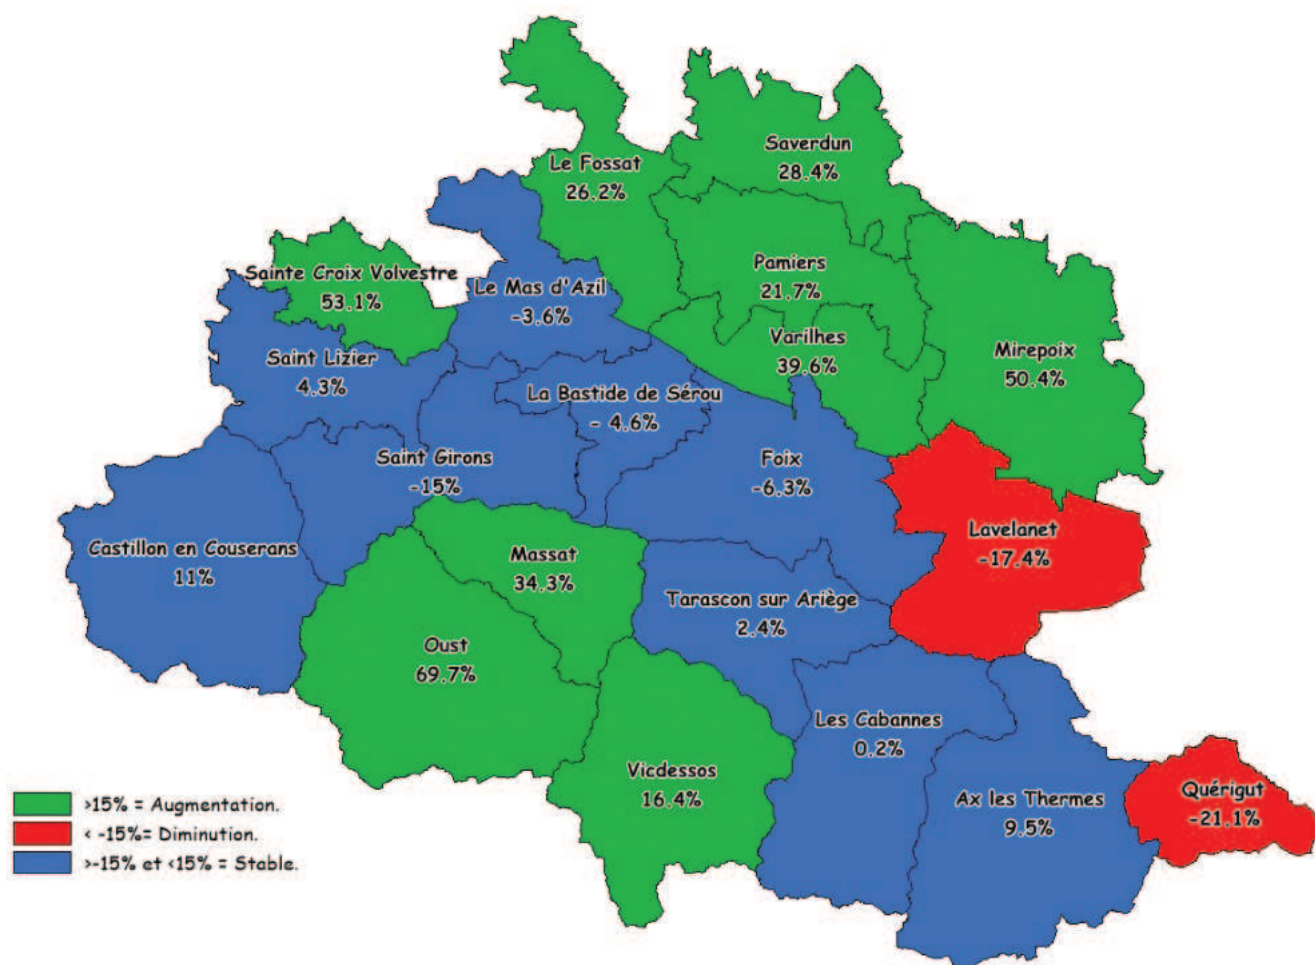 Saverdun
28.4%
Le Fossat
26.2%
Pamiers
21.7%
Sainte Croix Volvestre
53.1%
Le Mas d'Azil
-3.6%
Varilhes
39.6%
Mirepoix
50.4%
Saint Lizier
4.3%
La Bastide de Sérou
- 4.6%
Saint Girons
-15%
Foix
-6.3%
Lavelanet
-17.4%
Castillon en Couserans
11%
Massat
34.3%
Tarascon sur Ariège
2.4%
Oust
69.7%
Les Cabannes
0.2%
Vicdessos
16.4%
Ax les Thermes
9.5%
Quérigut
-21.1%
>15% = Augmentation.
< -15%= Diminution.
>-15% et <15% = Stable.